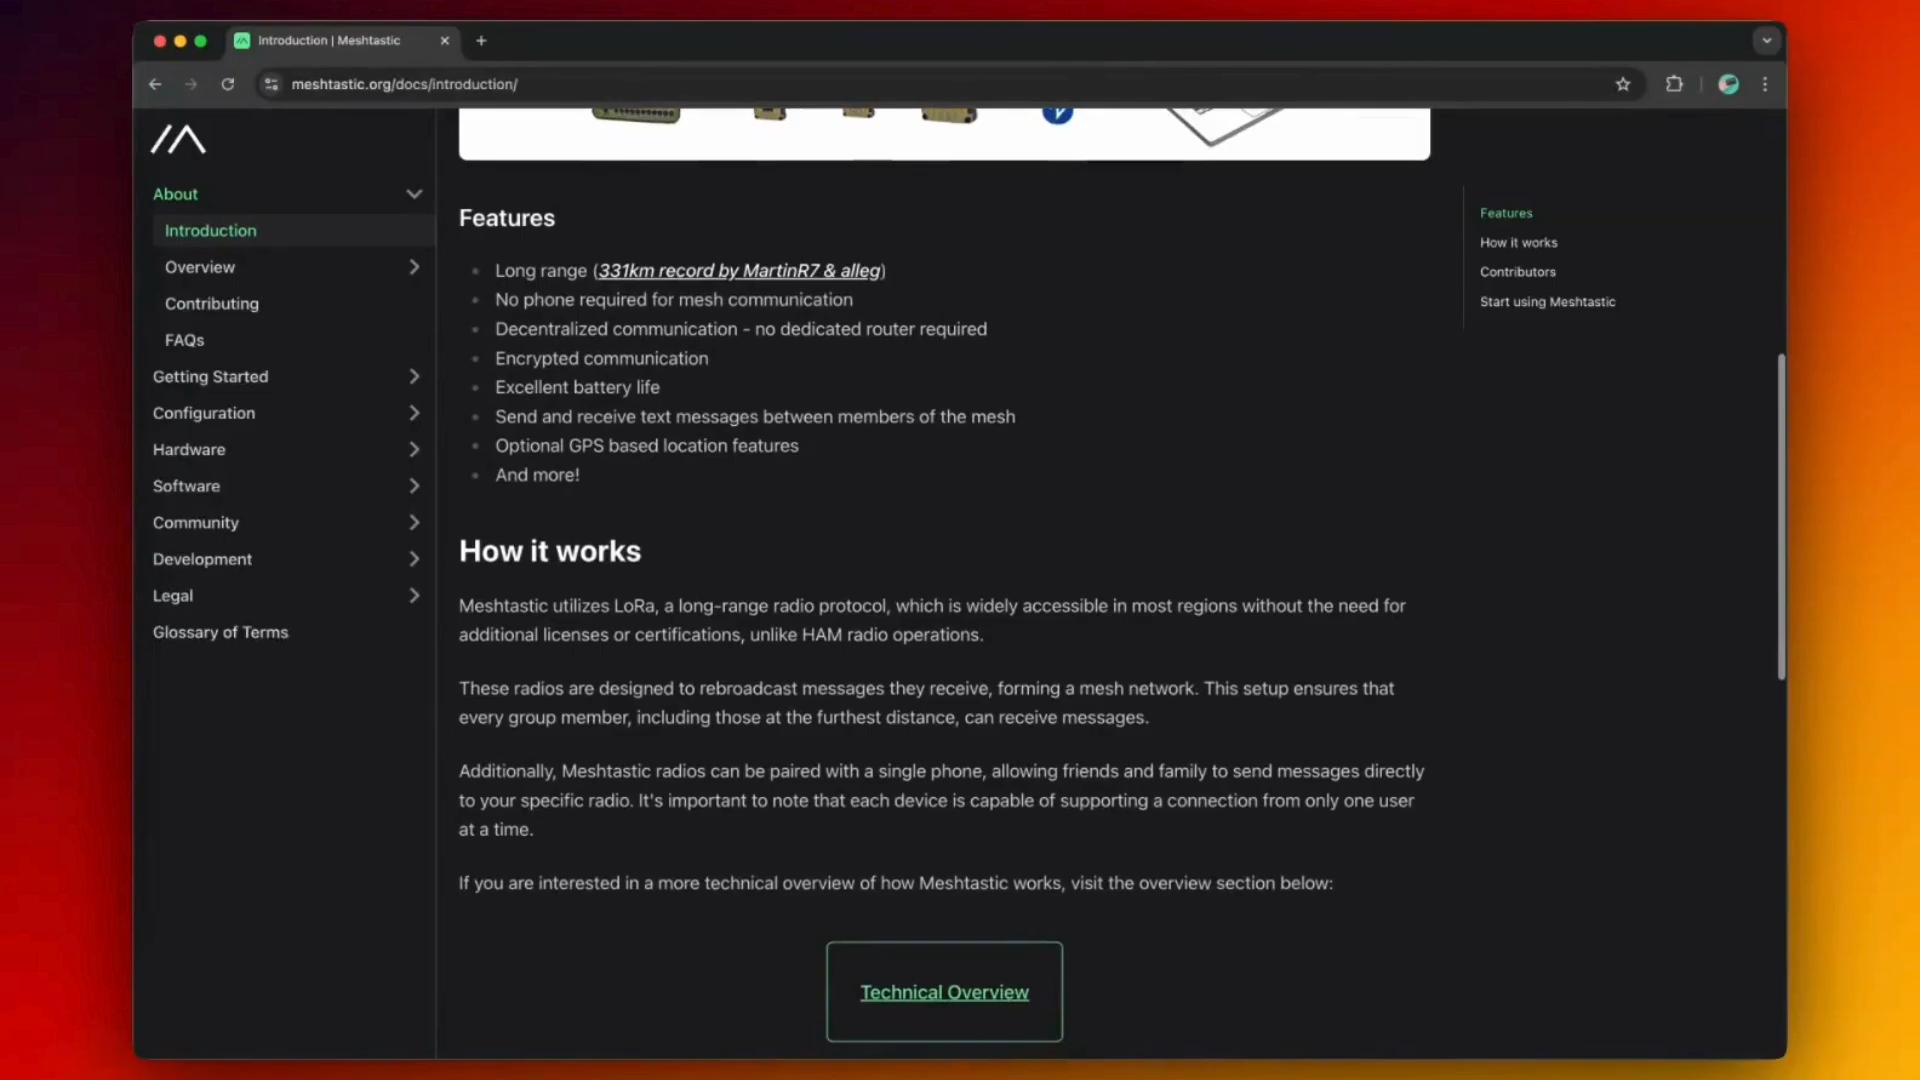 Introduction | Meshtastic
meshtastic.org/docs/introduction/
About
Introduction
Overview
Contributing
FAQs
Getting Started
Configuration
Hardware
Software
Community
Development
Legal
Glossary of Terms
Features
Long range (331km record by MartinR7 & alleg)
No phone required for mesh communication
Decentralized communication - no dedicated router required
Encrypted communication
Excellent battery life
Send and receive text messages between members of the mesh
Optional GPS based location features
And more!
How it works
Meshtastic utilizes LoRa, a long-range radio protocol, which is widely accessible in most regions without the need for
additional licenses or certifications, unlike HAM radio operations.
These radios are designed to rebroadcast messages they receive, forming a mesh network. This setup ensures that
every group member, including those at the furthest distance, can receive messages.
Additionally, Meshtastic radios can be paired with a single phone, allowing friends and family to send messages directly
to your specific radio. It's important to note that each device is capable of supporting a connection from only one user
at a time.
If you are interested in a more technical overview of how Meshtastic works, visit the overview section below:
Technical Overview
Features
How it works
Contributors
Start using Meshtastic